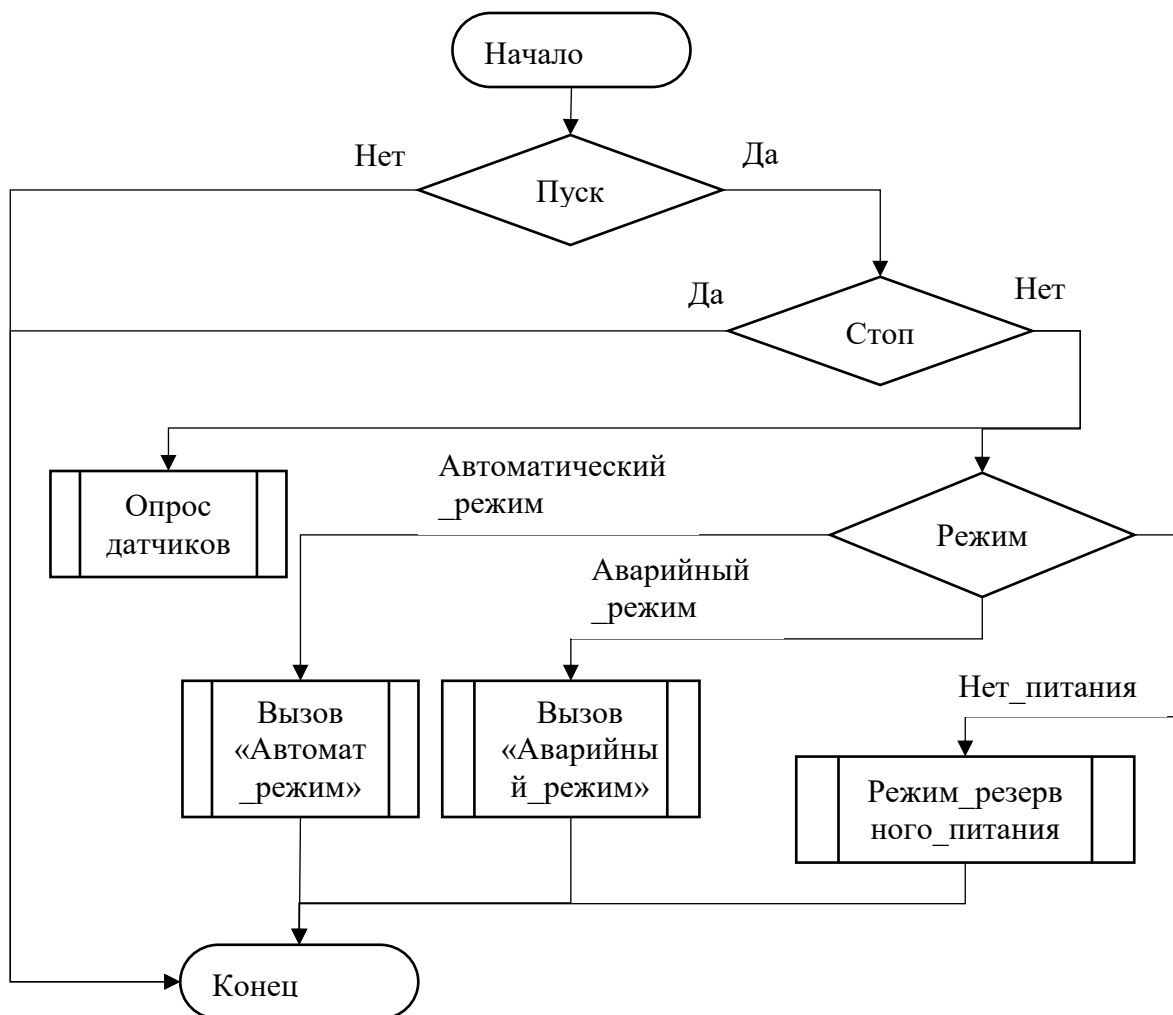 Начало
Нет
Да
Пуск
Да
Нет
Стоп
Автоматический
_режим
Опрос
датчиков
Режим
Аварийный
_режим
Нет_питания
Вызов
«Автомат
_режим»
Вызов
«Аварийны
й_режим»
Режим_резерв
ного_питания
Конец